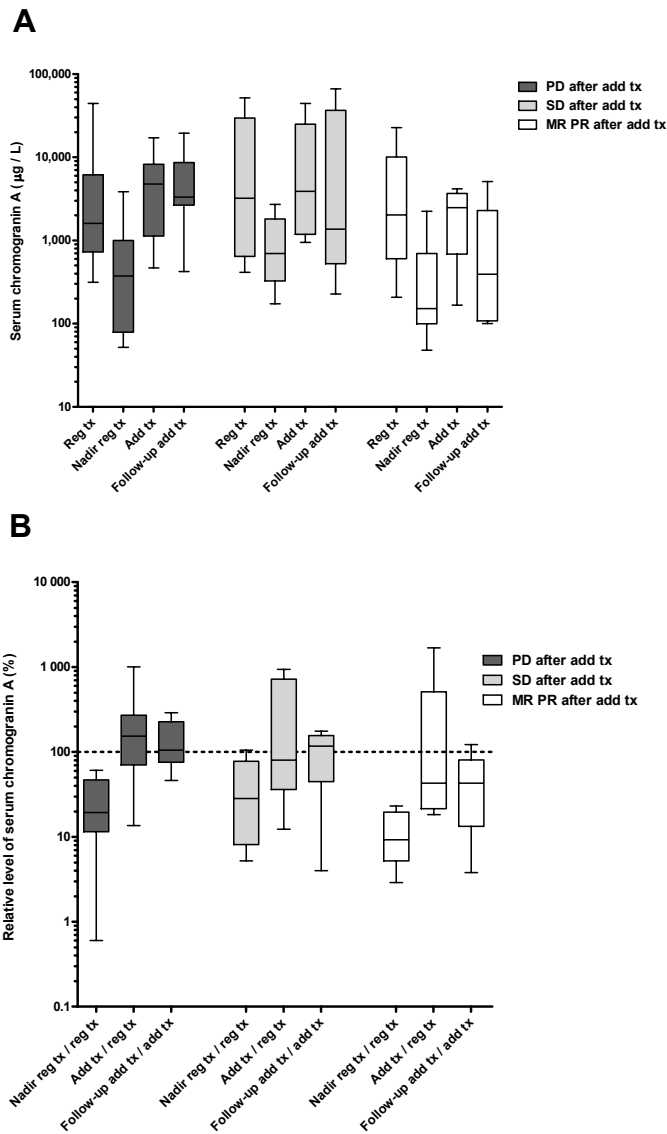 A
Serum chromogranin A (µg / L)
100,000
10,000
1,000
100
10
Reg tx
Nadir reg tx
Add tx
Follow-up add tx
Reg tx
Nadir reg tx
Add tx
Follow-up add tx
Reg tx
Nadir reg tx
Add tx
Follow-up add tx
PD after add tx
SD after add tx
MR PR after add tx
B
Relative level of serum chromogranin A (%)
10 000
1 000
100
10
1
0.1
Nadir reg tx / reg tx
Add tx / reg tx
Follow-up add tx / add tx
Nadir reg tx / reg tx
Add tx / reg tx
Follow-up add tx / add tx
Nadir reg tx / reg tx
Add tx / reg tx
Follow-up add tx / add tx
PD after add tx
SD after add tx
MR PR after add tx